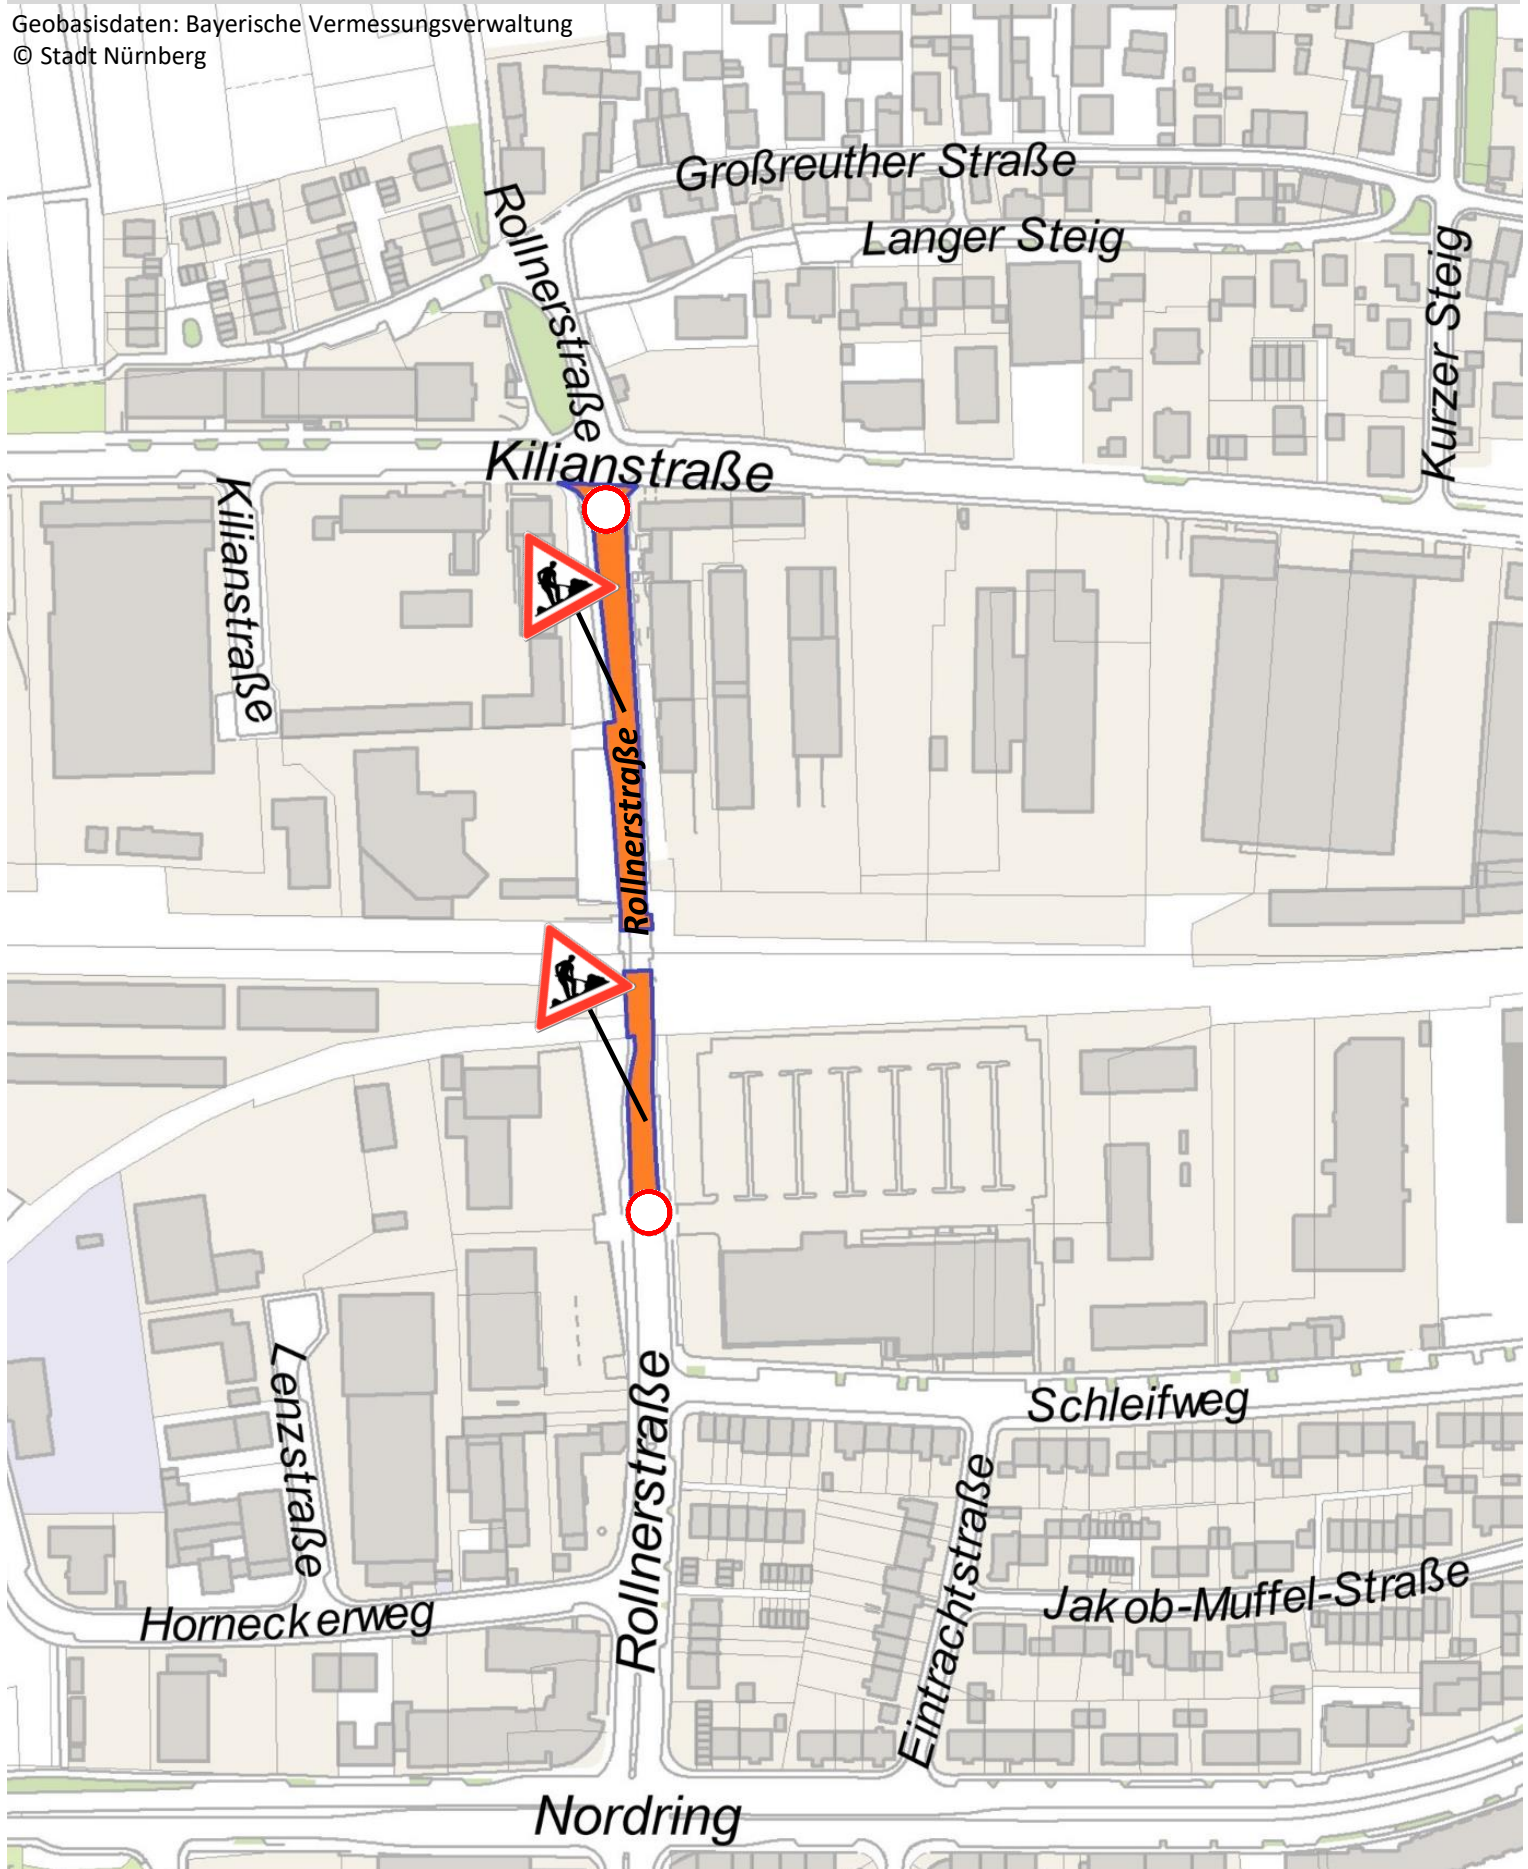 Geobasisdaten: Bayerische Vermessungsverwaltung
© Stadt Nürnberg
Großreuther Straße
Langer Steig
Rollnerstraße
Kurzer Steig
Kilianstraße
Kilianstraße
Rollnerstraße
Rollnerstraße
Schleifweg
Lenzstraße
Eintrachtstraße
Jakob-Muffel-Straße
Horneckerweg
Nordring